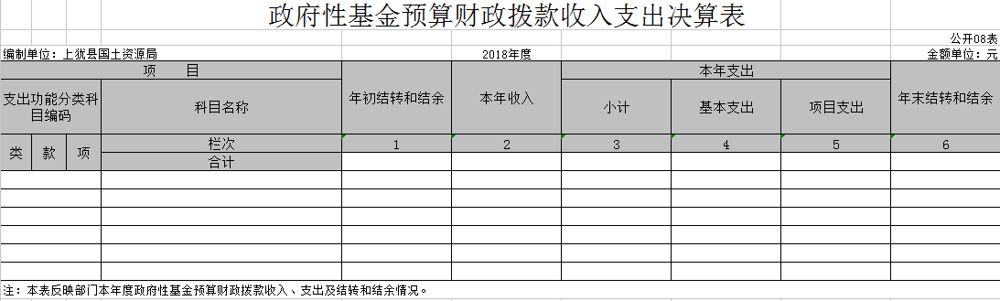 政府性基金预算财政拨款收入支出决算表
公开08表
编制单位：上犹县国土资源局 2018年度 金额单位：元
项 目 年初结转和结余 本年收入 本年支出 年末结转和结余
支出功能分类科目编码 科目名称 小计 基本支出 项目支出
类 款 项 栏次 1 2 3 4 5 6
合计
注：本表反映部门本年度政府性基金预算财政拨款收入、支出及结转和结余情况。